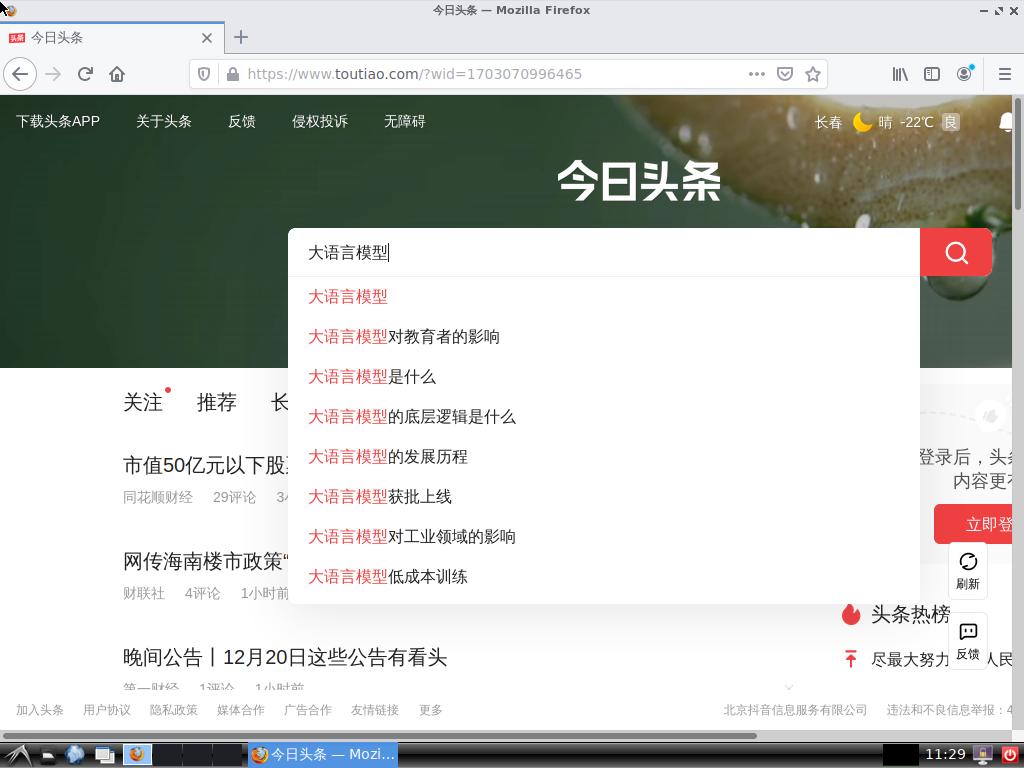 今日头条 — Mozilla Firefox
今日头条
https://www.toutiao.com/?wid=1703070996465
下载头条APP 关于头条 反馈 侵权投诉 无障碍 长春 晴 -22℃ 良
今日头条
大语言模型
大语言模型
大语言模型对教育者的影响
大语言模型是什么
大语言模型的底层逻辑是什么
大语言模型的发展历程
大语言模型获批上线
大语言模型对工业领域的影响
大语言模型低成本训练
关注 推荐 长
市值50亿元以下股
同花顺财经 29评论 3
登录后，头
内容更
立即登
网传海南楼市政策“
财联社 4评论 1小时前
刷新
头条热榜
反馈
晚间公告丨12月20日这些公告有看头
尽最大努力 人民
第一财经 1评论 1小时前
加入头条 用户协议 隐私政策 媒体合作 广告合作 友情链接 更多 北京抖音信息服务有限公司 违法和不良信息举报：4
今日头条 — Mozi... 11:29